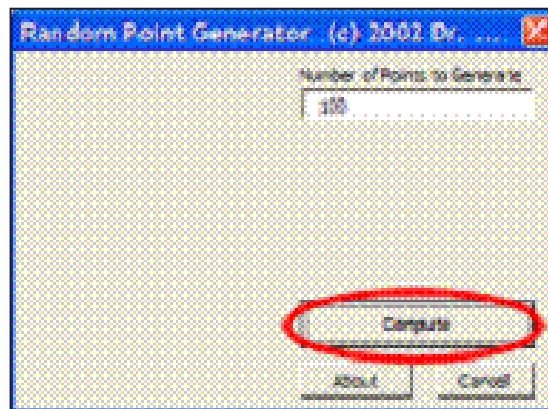 Random Point Generator (c) 2002 Dr. ...
Number of Points to Generate
100
Compute
About
Cancel